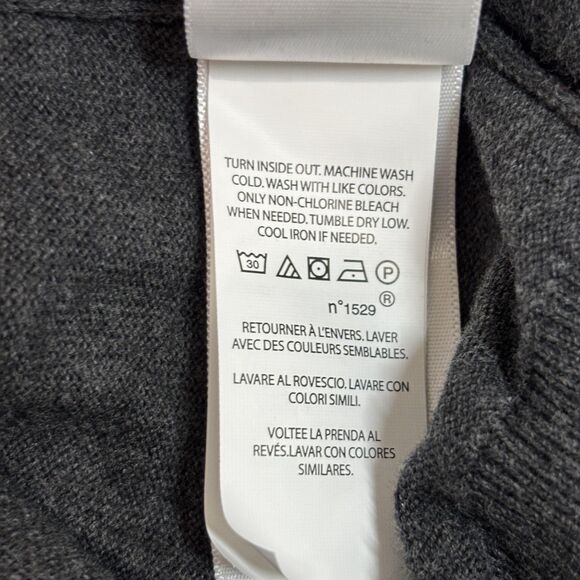 TURN INSIDE OUT. MACHINE WASH
COLD. WASH WITH LIKE COLORS.
ONLY NON-CHLORINE BLEACH
WHEN NEEDED. TUMBLE DRY LOW.
COOL IRON IF NEEDED.
30 P
n°1529 ®
RETOURNER À L'ENVERS. LAVER
AVEC DES COULEURS SEMBLABLES.
LAVARE AL ROVESCIO. LAVARE CON
COLORI SIMILI.
VOLTEE LA PRENDA AL
REVÉS.LAVAR CON COLORES
SIMILARES.